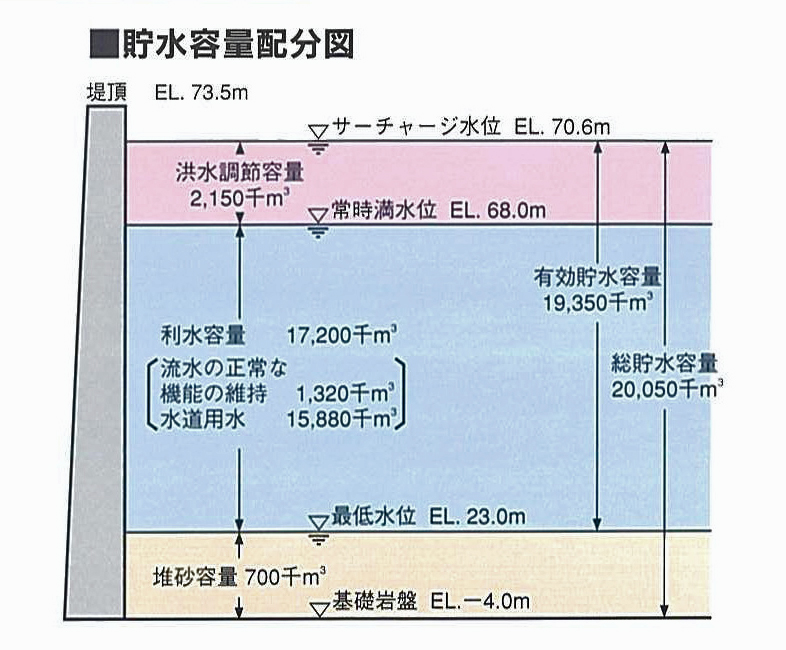 ■貯水容量配分図
堤頂 EL. 73.5m
サーチャージ水位 EL. 70.6m
洪水調節容量
2,150千m³
常時満水位 EL. 68.0m
有効貯水容量
19,350千m³
利水容量 17,200千m³
流水の正常な
機能の維持 1,320千m³
水道用水 15,880千m³
総貯水容量
20,050千m³
最低水位 EL. 23.0m
堆砂容量 700千m³
基礎岩盤 EL.−4.0m